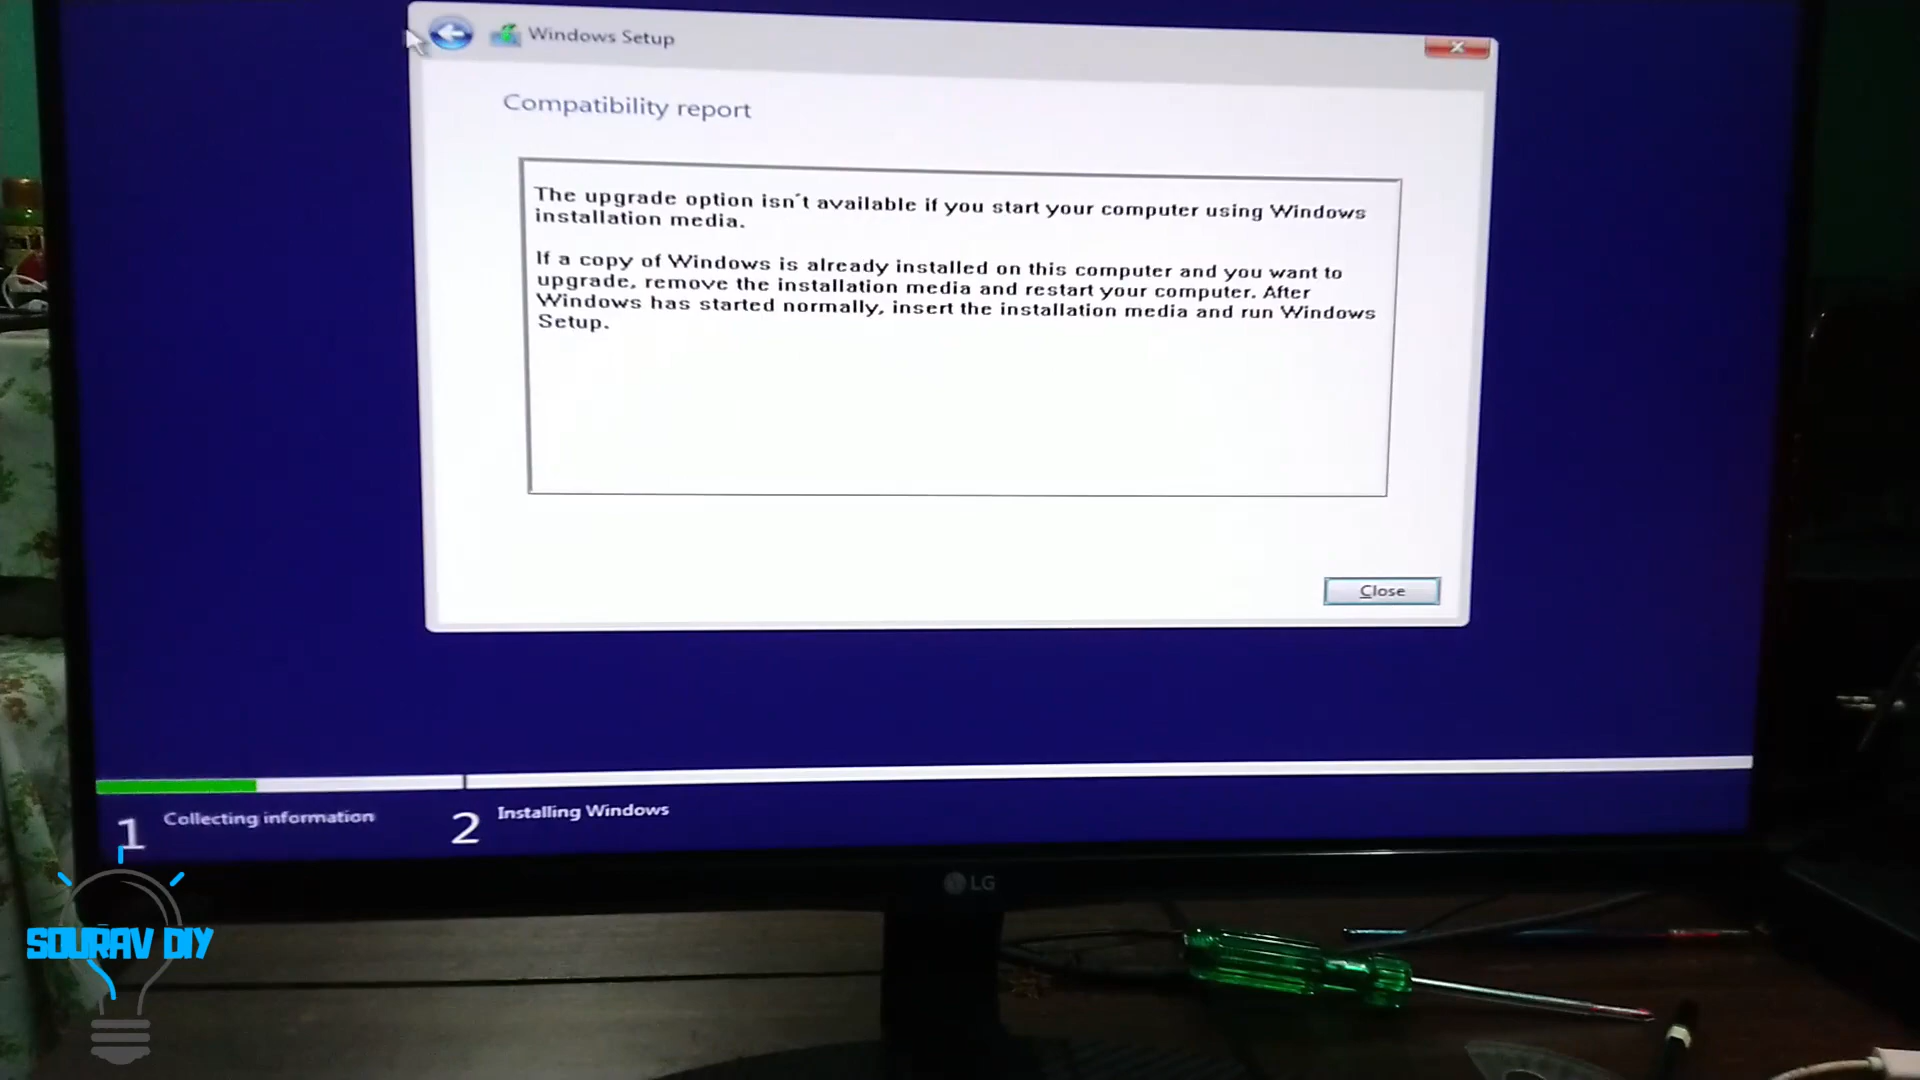 Windows Setup
Compatibility report
The upgrade option isn't available if you start your computer using Windows
installation media.
If a copy of Windows is already installed on this computer and you want to
upgrade, remove the installation media and restart your computer. After
Windows has started normally, insert the installation media and run Windows
Setup.
Close
1 Collecting information
2 Installing Windows
LG
SOURAV DIY